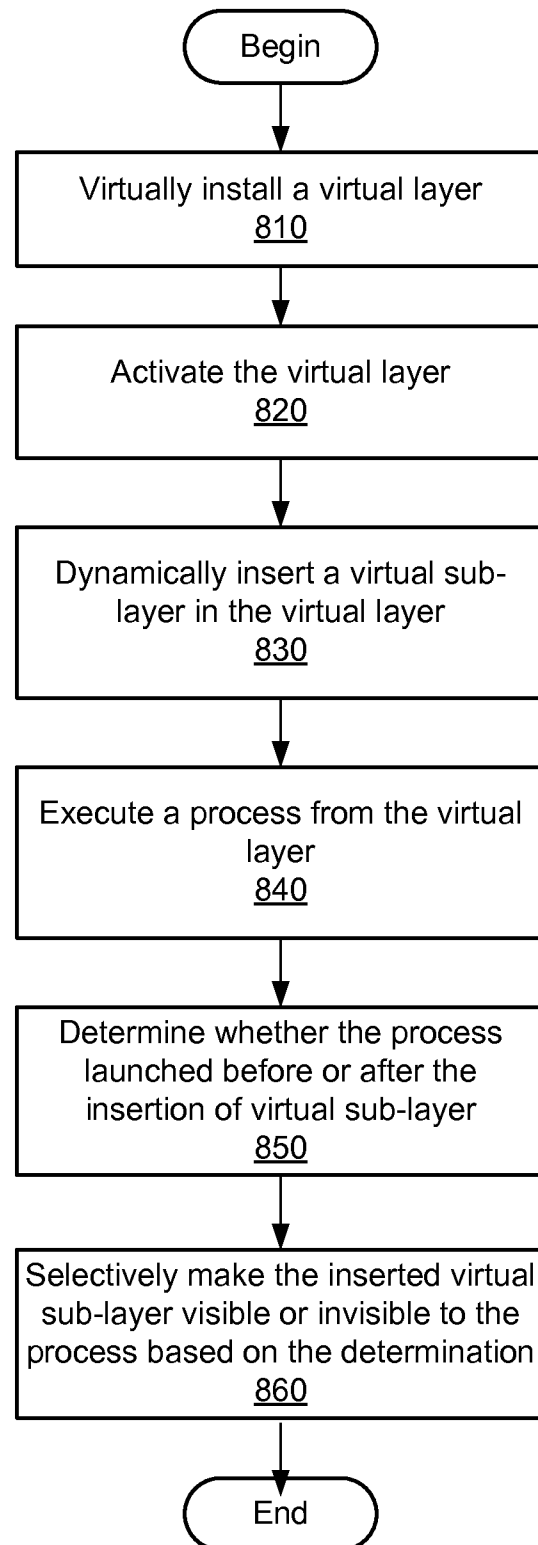 Begin
Virtually install a virtual layer
810
Activate the virtual layer
820
Dynamically insert a virtual sub-
layer in the virtual layer
830
Execute a process from the virtual
layer
840
Determine whether the process
launched before or after the
insertion of virtual sub-layer
850
Selectively make the inserted virtual
sub-layer visible or invisible to the
process based on the determination
860
End